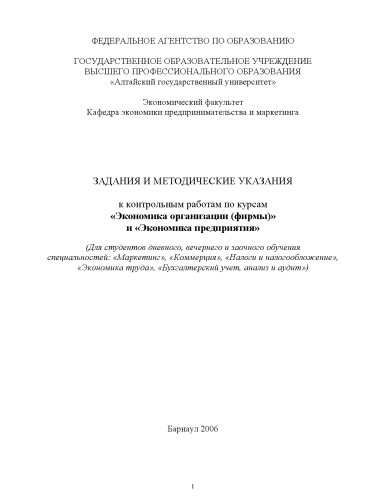 ФЕДЕРАЛЬНОЕ АГЕНТСТВО ПО ОБРАЗОВАНИЮ
ГОСУДАРСТВЕННОЕ ОБРАЗОВАТЕЛЬНОЕ УЧРЕЖДЕНИЕ
ВЫСШЕГО ПРОФЕССИОНАЛЬНОГО ОБРАЗОВАНИЯ
«Алтайский государственный университет»
Экономический факультет
Кафедра экономики предпринимательства и маркетинга
ЗАДАНИЯ И МЕТОДИЧЕСКИЕ УКАЗАНИЯ
к контрольным работам по курсам
«Экономика организации (фирмы)»
и «Экономика предприятия»
(Для студентов дневного, вечернего и заочного обучения
специальностей: «Маркетинг», «Коммерция», «Налоги и налогообложение»,
«Экономика труда», «Бухгалтерский учет, анализ и аудит»)
Барнаул 2006
1